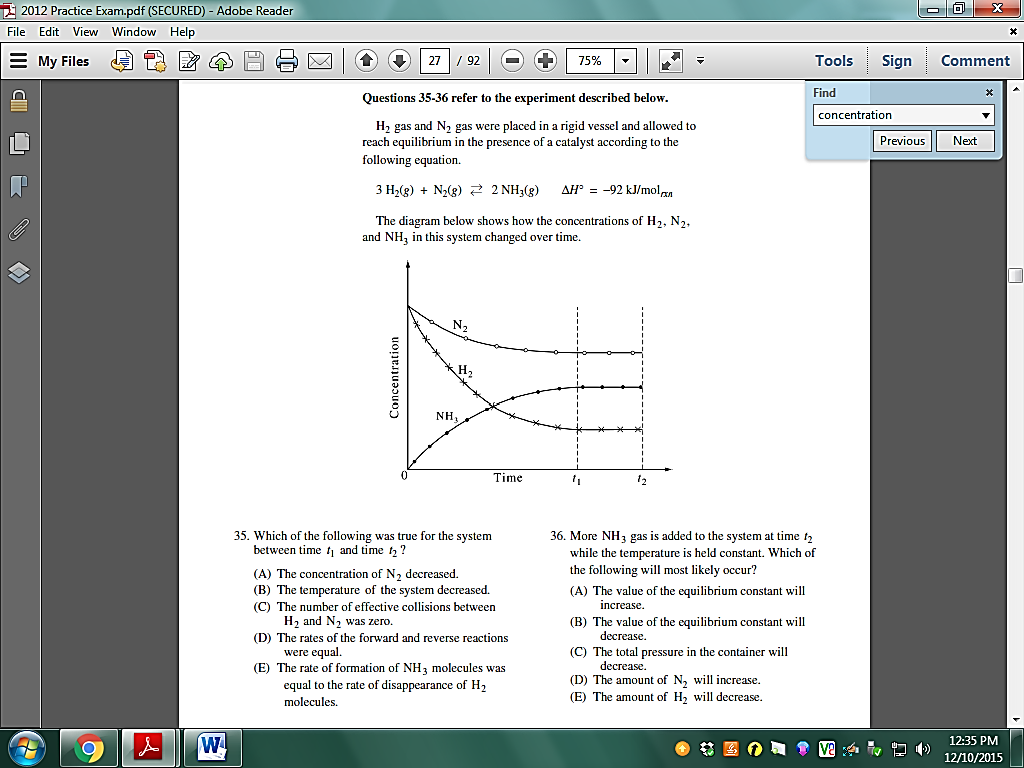 2012 Practice Exam.pdf (SECURED) - Adobe Reader
File Edit View Window Help
My Files 27 / 92 75% Tools Sign Comment
Find
concentration
Previous Next
Questions 35-36 refer to the experiment described below.
H₂ gas and N₂ gas were placed in a rigid vessel and allowed to
reach equilibrium in the presence of a catalyst according to the
following equation.
3 H₂(g) + N₂(g) ⇄ 2 NH₃(g) ΔH° = −92 kJ/molrxn
The diagram below shows how the concentrations of H₂, N₂,
and NH₃ in this system changed over time.
Concentration
N₂
H₂
NH₃
0 Time t₁ t₂
35. Which of the following was true for the system
between time t₁ and time t₂ ?
(A) The concentration of N₂ decreased.
(B) The temperature of the system decreased.
(C) The number of effective collisions between
H₂ and N₂ was zero.
(D) The rates of the forward and reverse reactions
were equal.
(E) The rate of formation of NH₃ molecules was
equal to the rate of disappearance of H₂
molecules.
36. More NH₃ gas is added to the system at time t₂
while the temperature is held constant. Which of
the following will most likely occur?
(A) The value of the equilibrium constant will
increase.
(B) The value of the equilibrium constant will
decrease.
(C) The total pressure in the container will
decrease.
(D) The amount of N₂ will increase.
(E) The amount of H₂ will decrease.
12:35 PM
12/10/2015